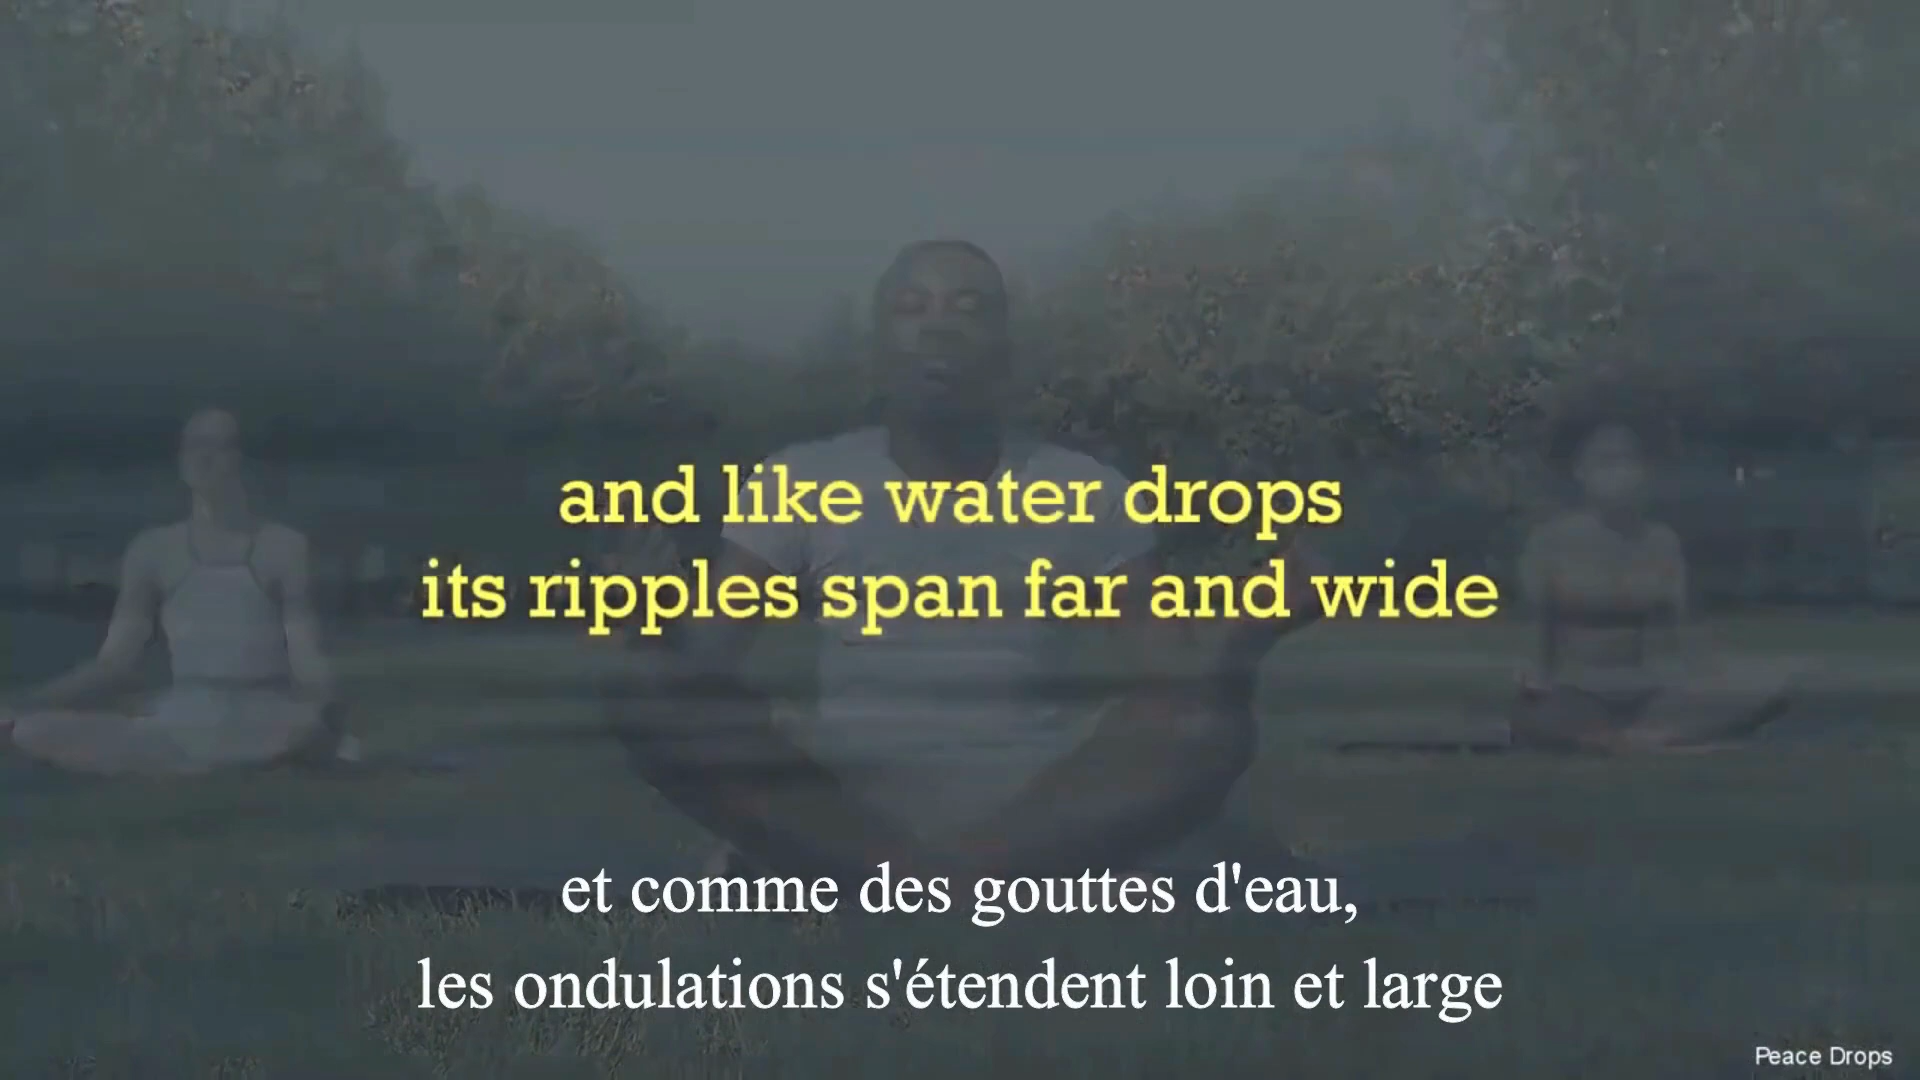 and like water drops
its ripples span far and wide
et comme des gouttes d'eau,
les ondulations s'étendent loin et large
Peace Drops